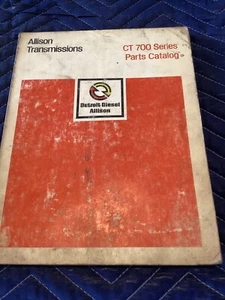 Allison
Transmissions
CT 700 Series
Parts Catalog
Detroit Diesel
Allison